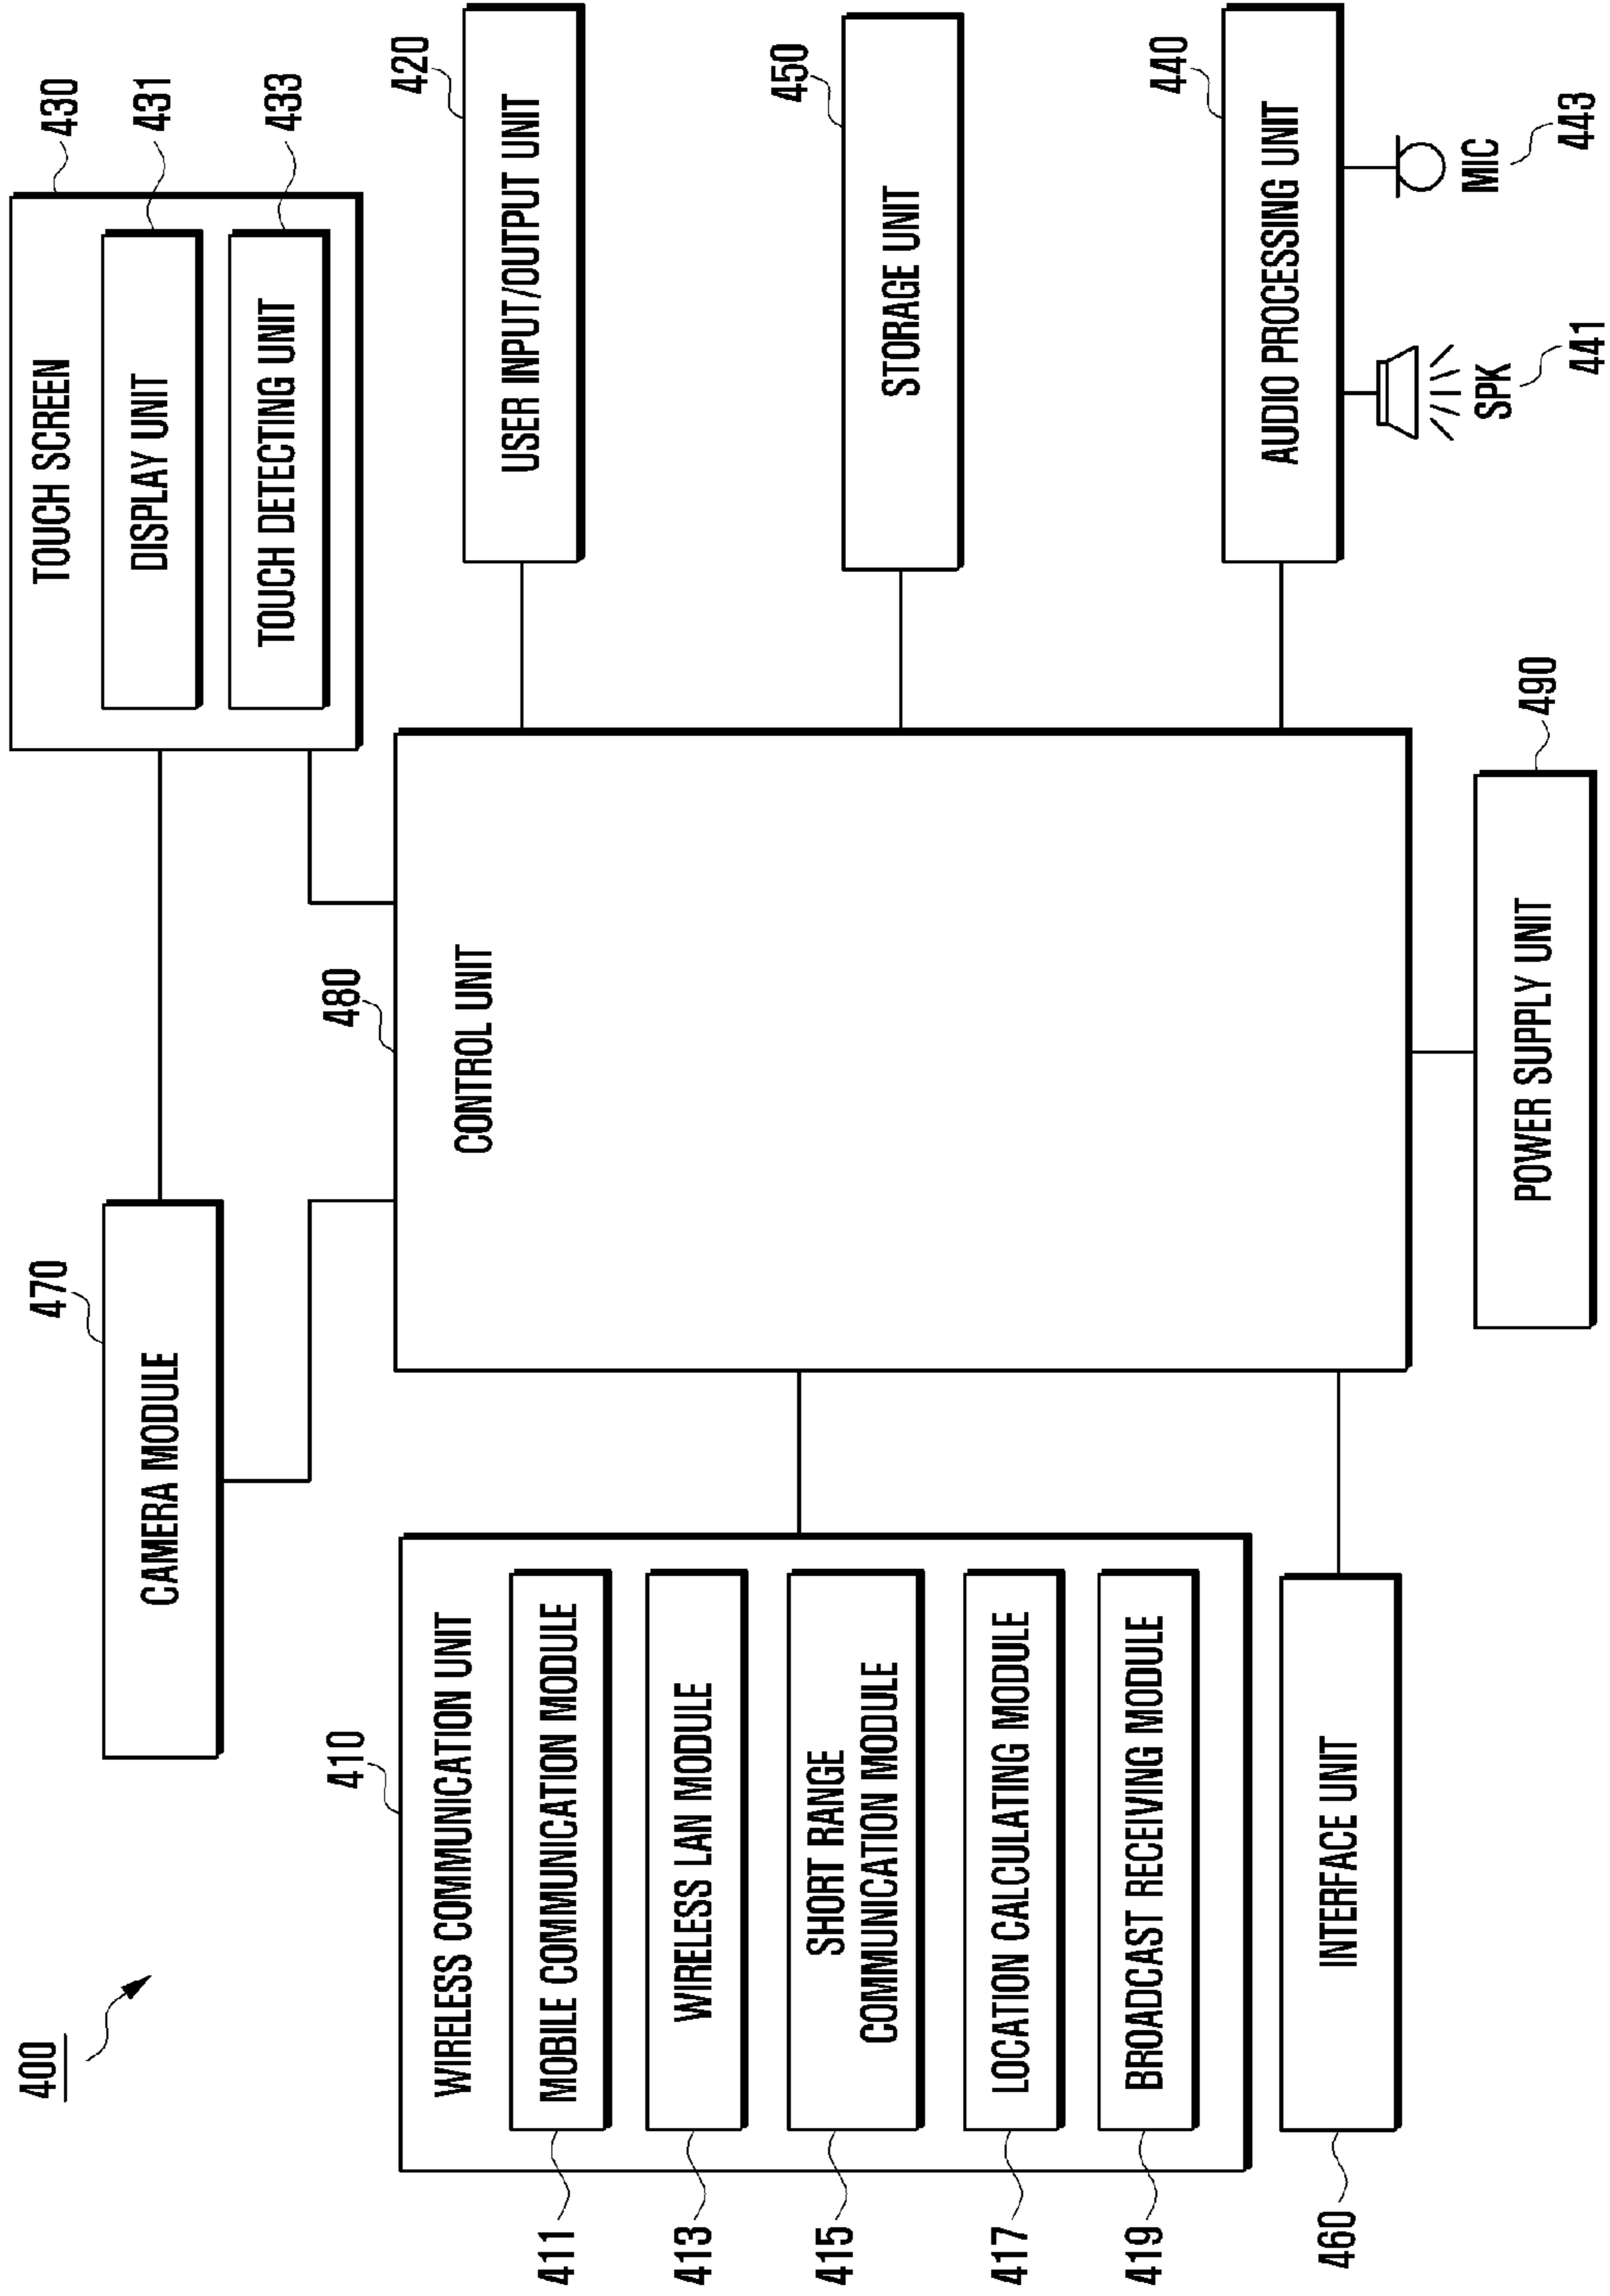 400
470
CAMERA MODULE
430
TOUCH SCREEN
431
DISPLAY UNIT
433
TOUCH DETECTING UNIT
410
WIRELESS COMMUNICATION UNIT
411
MOBILE COMMUNICATION MODULE
413
WIRELESS LAN MODULE
415
SHORT RANGE
COMMUNICATION MODULE
417
LOCATION CALCULATING MODULE
419
BROADCAST RECEIVING MODULE
460
INTERFACE UNIT
480
CONTROL UNIT
420
USER INPUT/OUTPUT UNIT
450
STORAGE UNIT
440
AUDIO PROCESSING UNIT
SPK
441
MIC
443
490
POWER SUPPLY UNIT